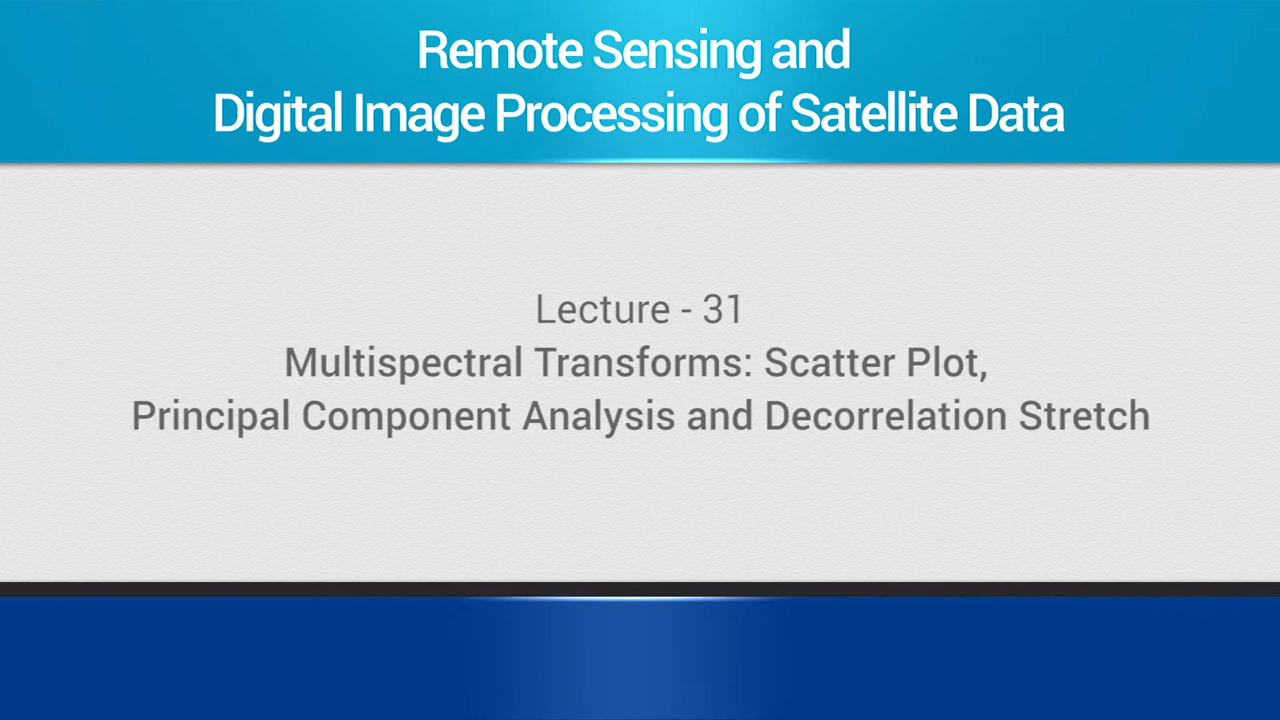 Remote Sensing and
Digital Image Processing of Satellite Data
Lecture - 31
Multispectral Transforms: Scatter Plot,
Principal Component Analysis and Decorrelation Stretch